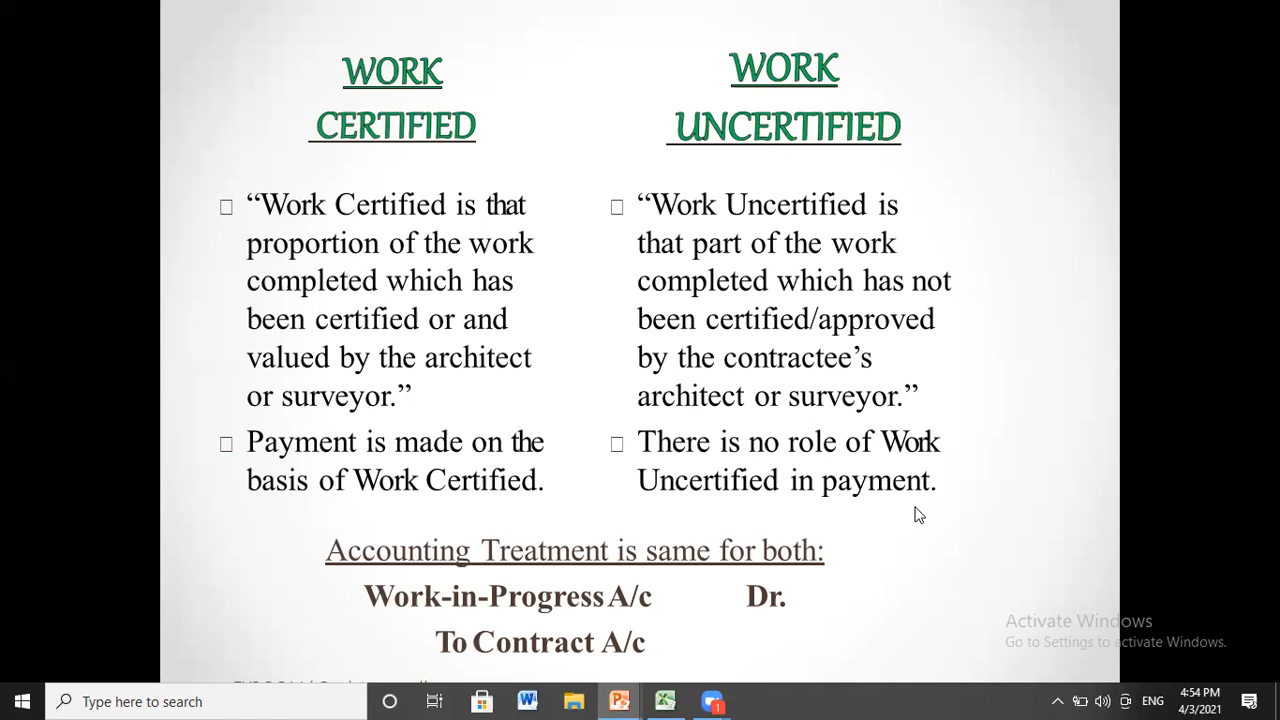 WORK
CERTIFIED
“Work Certified is that
proportion of the work
completed which has
been certified or and
valued by the architect
or surveyor.”
Payment is made on the
basis of Work Certified.
WORK
UNCERTIFIED
“Work Uncertified is
that part of the work
completed which has not
been certified/approved
by the contractee’s
architect or surveyor.”
There is no role of Work
Uncertified in payment.
Accounting Treatment is same for both:
Work-in-Progress A/c Dr.
To Contract A/c
Activate Windows
Go to Settings to activate Windows.
Type here to search
1
ENG
4:54 PM
4/3/2021